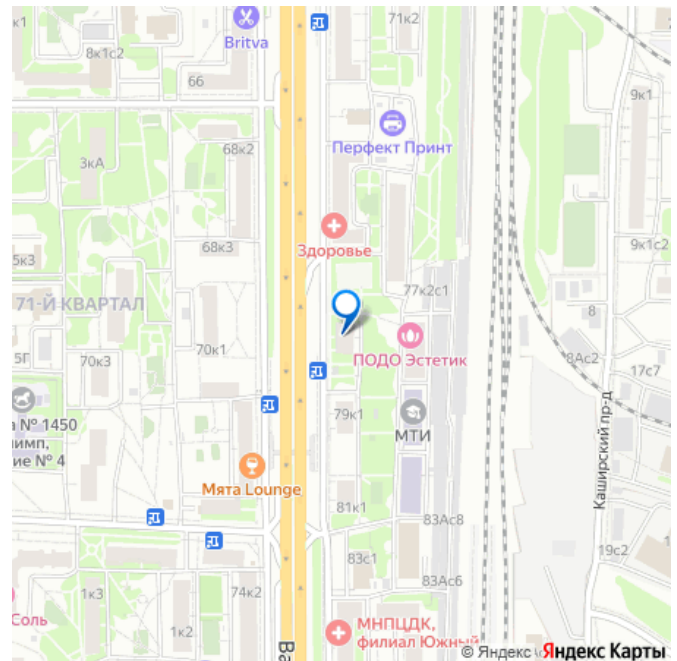 к1
8к1с2
Britva
71к2
66
9к1
Перфект Принт
68к2
3кА
Здоровье
68к3
9к1с2
5к3
77к2с1
71-Й КВАРТАЛ
8
5Г
70к3
70к1
ПОДО Эстетик
8Ас2
17с7
а № 1450
79к1
МТИ
Каширский пр-д
имп,
ие № 4
Мята Lounge
81к1
83Ас8
83с1
19с2
83Ас6
1к3
74к2
Соль
1к2
МНПЦДК,
филиал Южный
Ва
© Яндекс
Яндекс Карты